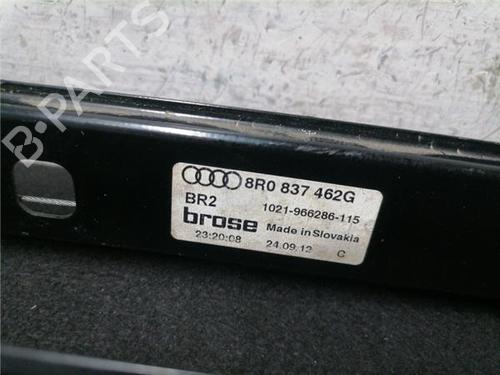 B-PARTS
8R0 837 462G
BR2 1021-966286-115
brose Made in Slovakia
23:20:08 24.09.12 C